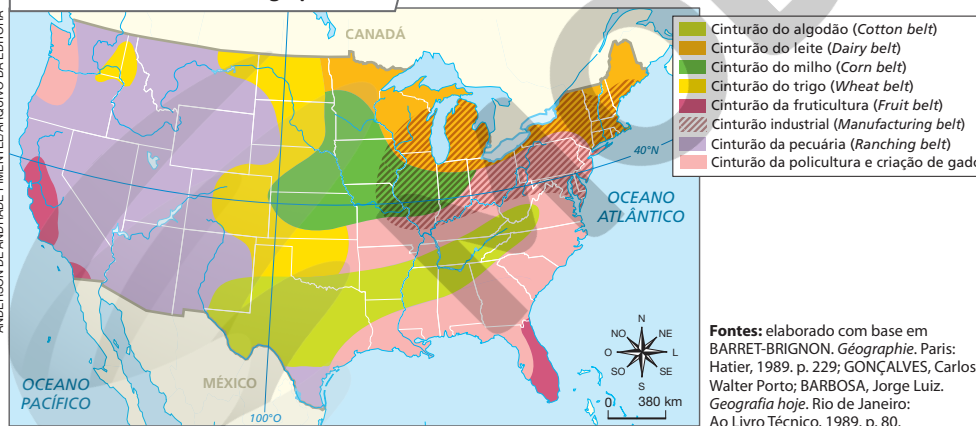 CANADÁ
40°N
OCEANO
ATLÂNTICO
MÉXICO
OCEANO
PACÍFICO
100°O
N
NO
NE
O
L
SO
SE
S
0 380 km
Cinturão do algodão (Cotton belt)
Cinturão do leite (Dairy belt)
Cinturão do milho (Corn belt)
Cinturão do trigo (Wheat belt)
Cinturão da fruticultura (Fruit belt)
Cinturão industrial (Manufacturing belt)
Cinturão da pecuária (Ranching belt)
Cinturão da policultura e criação de gado
Fontes: elaborado com base em
BARRET-BRIGNON. Géographie. Paris:
Hatier, 1989. p. 229; GONÇALVES, Carlos
Walter Porto; BARBOSA, Jorge Luiz.
Geografia hoje. Rio de Janeiro:
Ao Livro Técnico, 1989. p. 80.